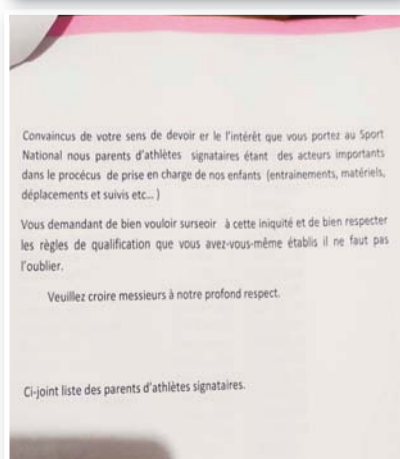 Convaincus de votre sens de devoir er le l'intérêt que vous portez au Sport
National nous parents d'athlètes signataires étant des acteurs importants
dans le procécus de prise en charge de nos enfants (entrainements, matériels,
déplacements et suivis etc... )
Vous demandant de bien vouloir surseoir à cette iniquité et de bien respecter
les règles de qualification que vous avez-vous-même établis il ne faut pas
l'oublier.
Veuillez croire messieurs à notre profond respect.
Ci-joint liste des parents d'athlètes signataires.